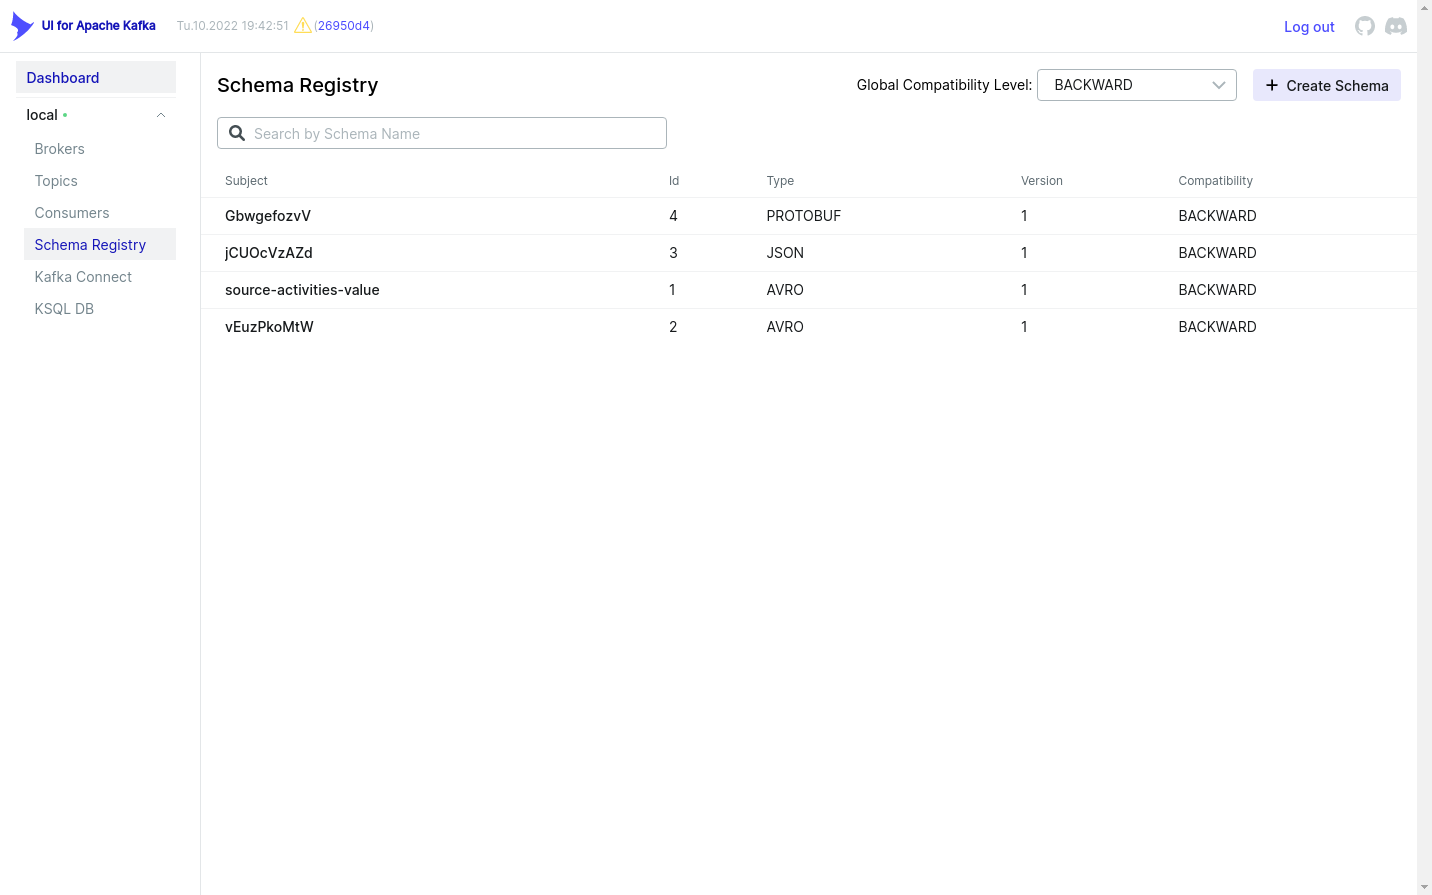 UI for Apache Kafka Tu.10.2022 19:42:51 (26950d4) Log out
Dashboard
local
Brokers
Topics
Consumers
Schema Registry
Kafka Connect
KSQL DB
Schema Registry Global Compatibility Level: BACKWARD Create Schema
Search by Schema Name
Subject Id Type Version Compatibility
GbwgefozvV 4 PROTOBUF 1 BACKWARD
jCUOcVzAZd 3 JSON 1 BACKWARD
source-activities-value 1 AVRO 1 BACKWARD
vEuzPkoMtW 2 AVRO 1 BACKWARD